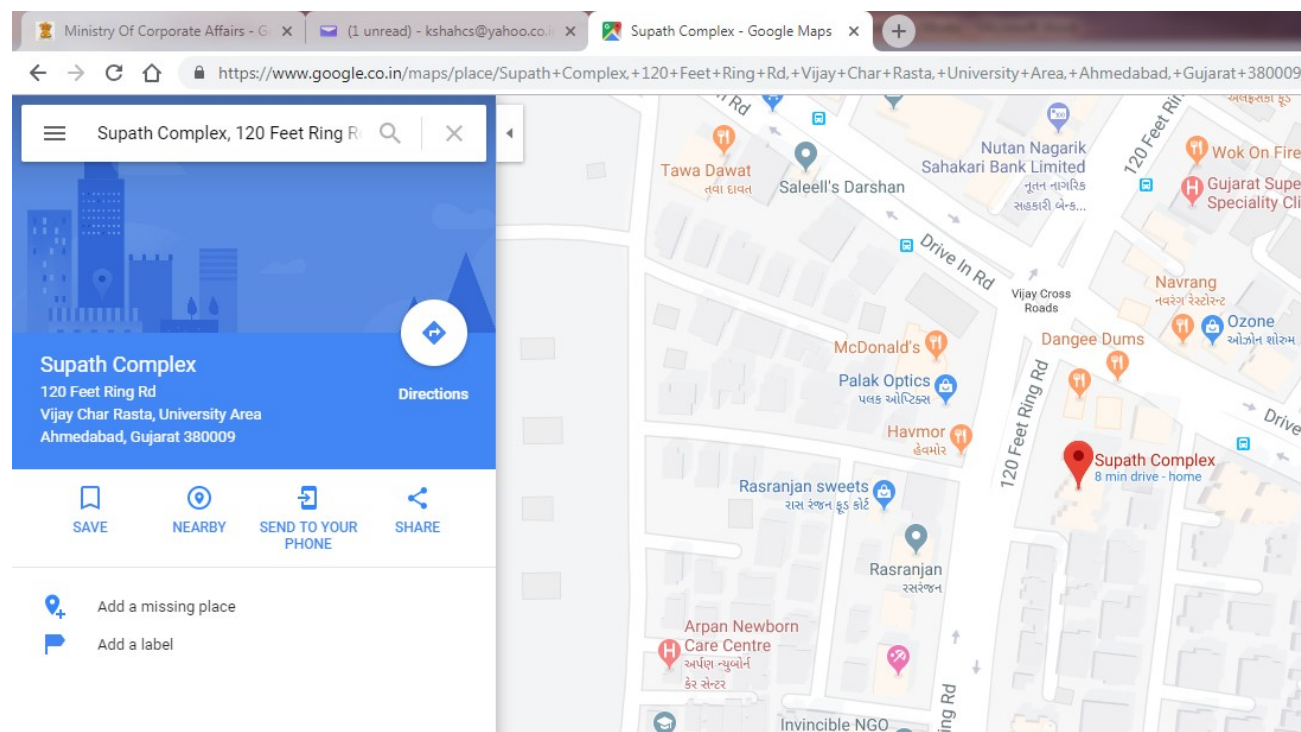 Ministry Of Corporate Affairs - G
(1 unread) - kshahcs@yahoo.co.i
Supath Complex - Google Maps
https://www.google.co.in/maps/place/Supath+Complex,+120+Feet+Ring+Rd,+Vijay+Char+Rasta,+University+Area,+Ahmedabad,+Gujarat+380009
Supath Complex, 120 Feet Ring R
Supath Complex
120 Feet Ring Rd
Vijay Char Rasta, University Area
Ahmedabad, Gujarat 380009
Directions
SAVE
NEARBY
SEND TO YOUR
PHONE
SHARE
Add a missing place
Add a label
Rd
Tawa Dawat
તવા દાવત
Saleell's Darshan
Nutan Nagarik
Sahakari Bank Limited
નૂતન નાગરિક
સહકારી બેન્ક...
120 Feet Rin
Wok On Fire
Gujarat Supe
Speciality Cli
Drive In Rd
Vijay Cross
Roads
Navrang
નવરંગ રેસ્ટોરન્ટ
Ozone
ઓઝોન શોરુમ
Dangee Dums
McDonald's
Palak Optics
પલક ઓપ્ટિક્સ
Havmor
હેવમોર
120 Feet Ring Rd
Drive
Supath Complex
8 min drive - home
Rasranjan sweets
રાસ રંજન ફૂડ કોર્ટ
Rasranjan
રસરંજન
Arpan Newborn
Care Centre
અર્પણ ન્યુબોર્ન
કેર સેન્ટર
Invincible NGO
ing Rd